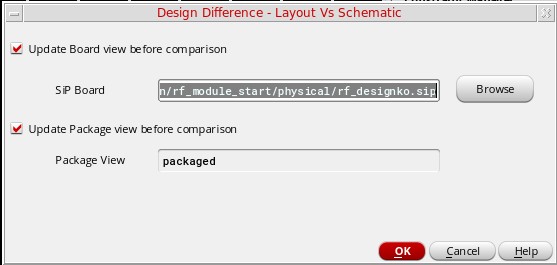 Design Difference - Layout Vs Schematic
Update Board view before comparison
SiP Board n/rf_module_start/physical/rf_designko.sip Browse
Update Package view before comparison
Package View packaged
OK Cancel Help